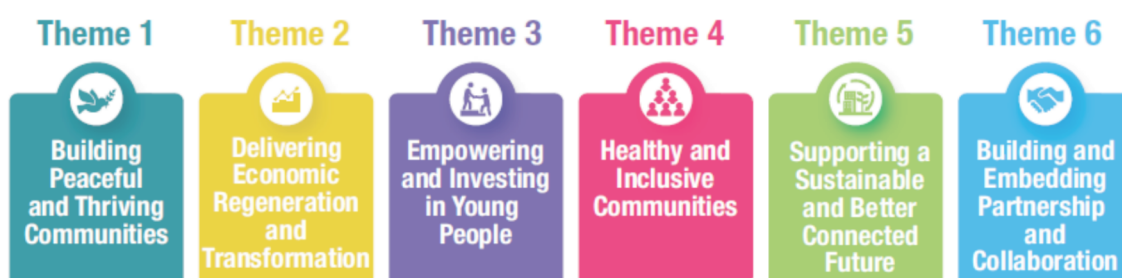 Theme 1
Building
Peaceful
and Thriving
Communities
Theme 2
Delivering
Economic
Regeneration
and
Transformation
Theme 3
Empowering
and Investing
in Young
People
Theme 4
Healthy and
Inclusive
Communities
Theme 5
Supporting a
Sustainable
and Better
Connected
Future
Theme 6
Building and
Embedding
Partnership
and
Collaboration